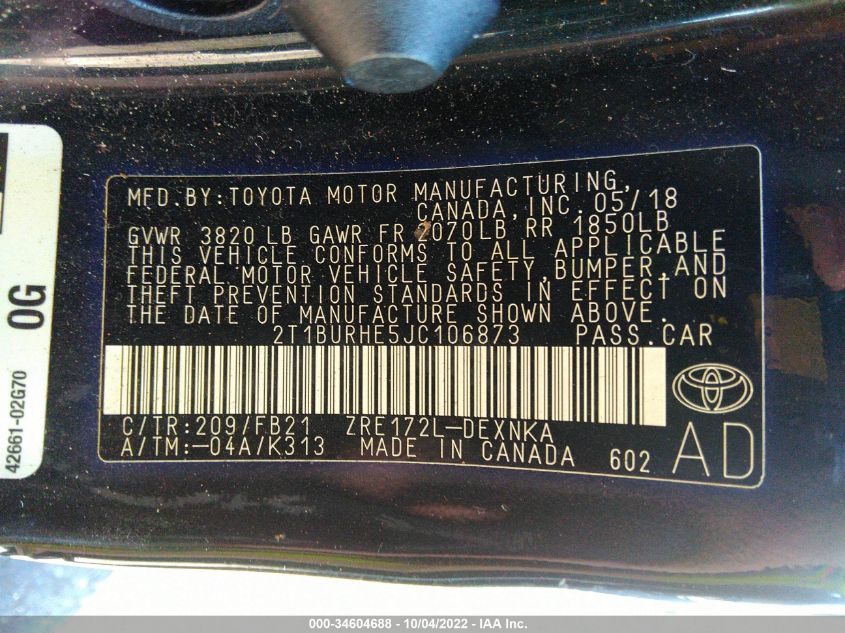 MFD.BY:TOYOTA MOTOR MANUFACTURING,
CANADA,INC. 05/18
GVWR 3820 LB GAWR FR 2070LB RR 1850LB
THIS VEHICLE CONFORMS TO ALL APPLICABLE
FEDERAL MOTOR VEHICLE SAFETY,BUMPER,AND
THEFT PREVENTION STANDARDS IN EFFECT ON
THE DATE OF MANUFACTURE SHOWN ABOVE.
2T1BURHE5JC106873 PASS.CAR
C/TR:209/FB21 ZRE172L-DEXNKA
A/TM:-04A/K313 MADE IN CANADA 602 AD
42661-02G70
0G
000-34604688 - 10/04/2022 - IAA Inc.